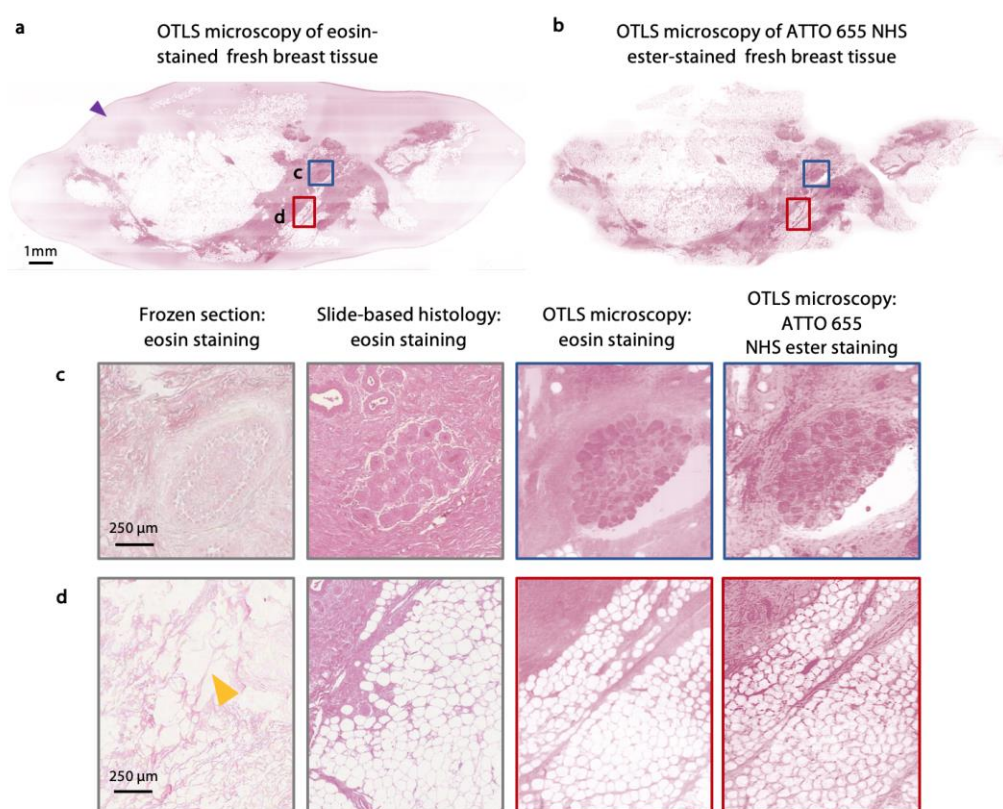 a
OTLS microscopy of eosin-
stained fresh breast tissue
b
OTLS microscopy of ATTO 655 NHS
ester-stained fresh breast tissue
c
d
1mm
Frozen section:
eosin staining
Slide-based histology:
eosin staining
OTLS microscopy:
eosin staining
OTLS microscopy:
ATTO 655
NHS ester staining
c
250 μm
d
250 μm